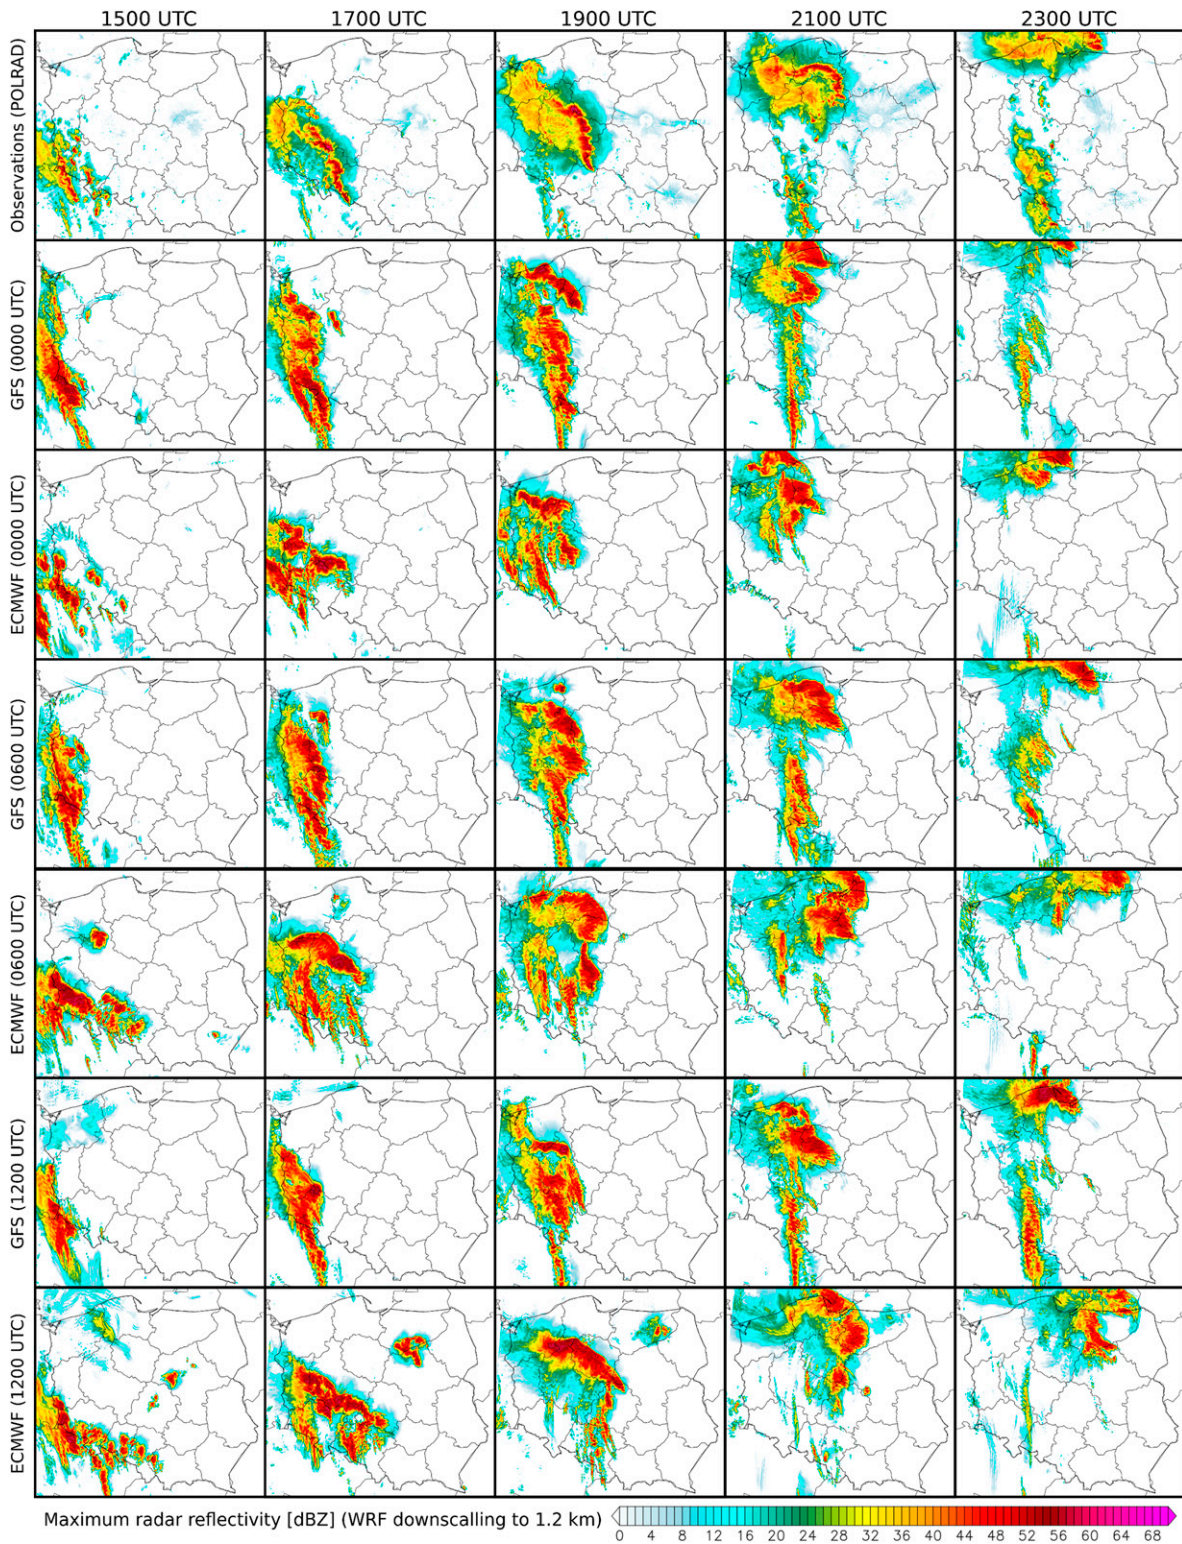 1500 UTC 1700 UTC 1900 UTC 2100 UTC 2300 UTC
Observations (POLRAD)
GFS (0000 UTC)
ECMWF (0000 UTC)
GFS (0600 UTC)
ECMWF (0600 UTC)
GFS (1200 UTC)
ECMWF (1200 UTC)
Maximum radar reflectivity [dBZ] (WRF downscalling to 1.2 km)
0 4 8 12 16 20 24 28 32 36 40 44 48 52 56 60 64 68